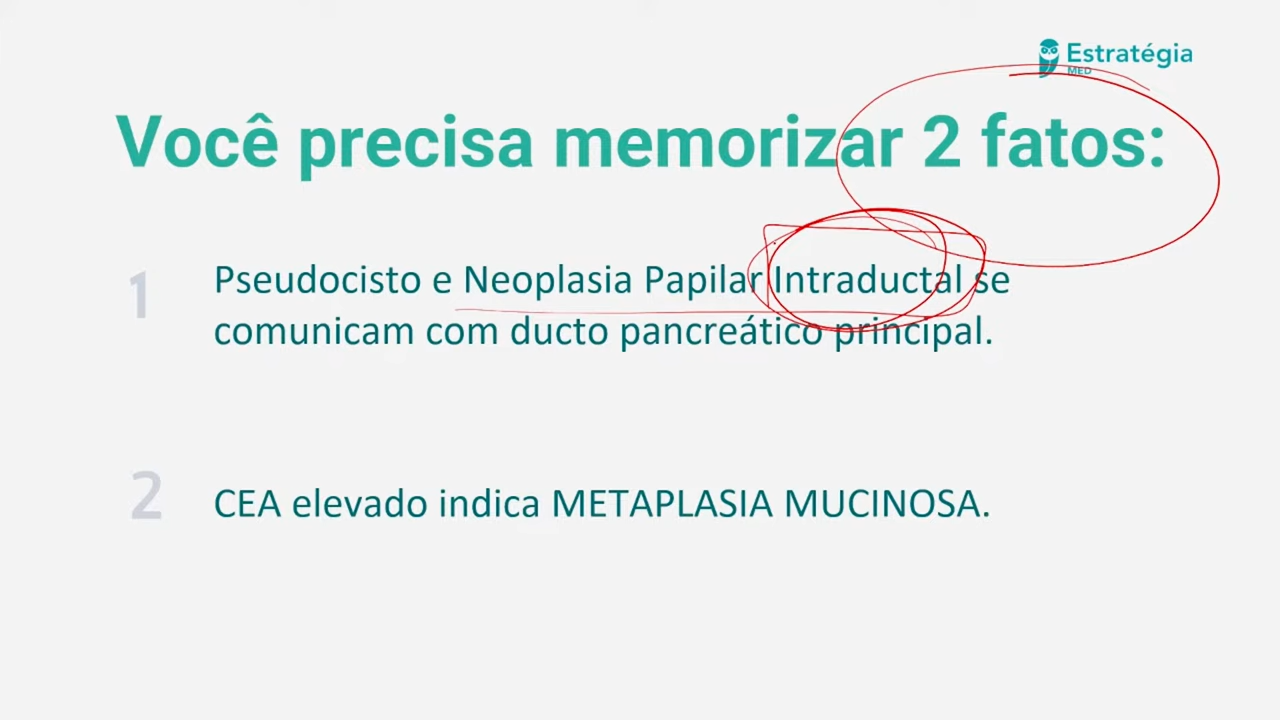 Estratégia
MED
Você precisa memorizar 2 fatos:
1
Pseudocisto e Neoplasia Papilar Intraductal se
comunicam com ducto pancreático principal.
2
CEA elevado indica METAPLASIA MUCINOSA.